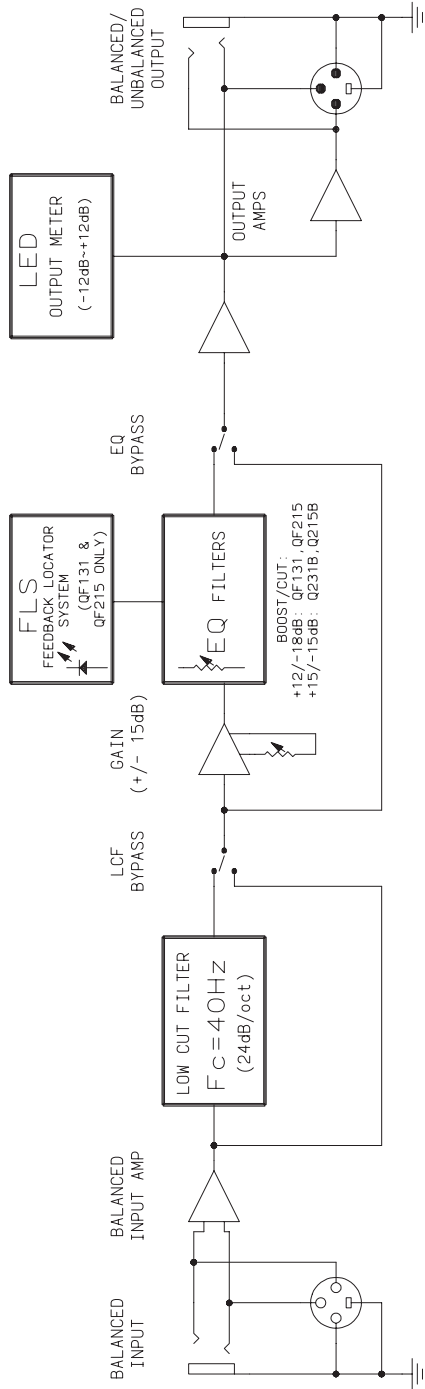 BALANCED
INPUT
BALANCED
INPUT AMP
LOW CUT FILTER
Fc=40Hz
(24dB/oct)
LCF
BYPASS
GAIN
(+/- 15dB)
FLS
FEEDBACK LOCATOR
SYSTEM
(QF131 &
QF215 ONLY)
EQ FILTERS
BOOST/CUT:
+12/-18dB: QF131,QF215
+15/-15dB: Q231B,Q215B
EQ
BYPASS
LED
OUTPUT METER
(-12dB~+12dB)
OUTPUT
AMPS
BALANCED/
UNBALANCED
OUTPUT